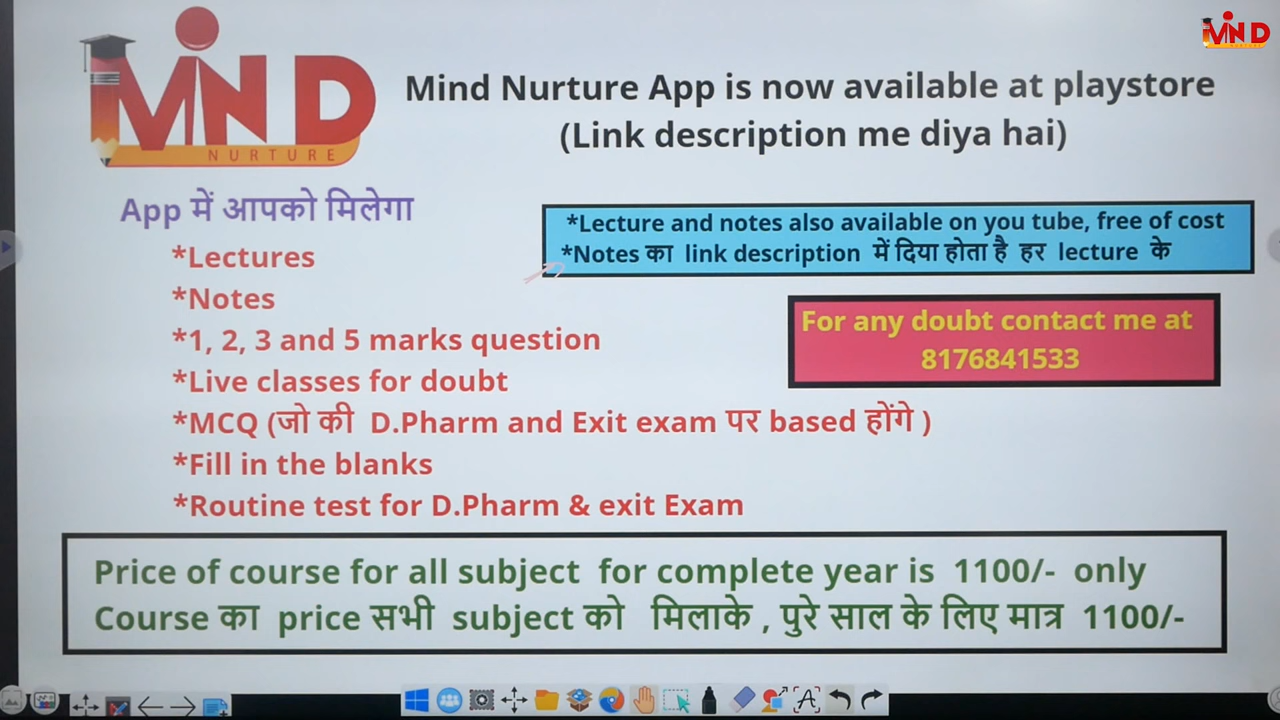 MIND
NURTURE
MIND
NURTURE
Mind Nurture App is now available at playstore
(Link description me diya hai)
App में आपको मिलेगा
*Lectures
*Notes
*1, 2, 3 and 5 marks question
*Live classes for doubt
*MCQ (जो की D.Pharm and Exit exam पर based होंगे )
*Fill in the blanks
*Routine test for D.Pharm & exit Exam
*Lecture and notes also available on you tube, free of cost
*Notes का link description में दिया होता है हर lecture के
For any doubt contact me at
8176841533
Price of course for all subject for complete year is 1100/- only
Course का price सभी subject को मिलाके , पुरे साल के लिए मात्र 1100/-